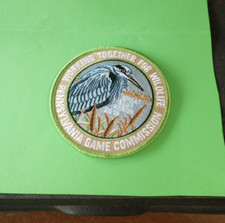 WORKING TOGETHER FOR WILDLIFE
PENNSYLVANIA GAME COMMISSION